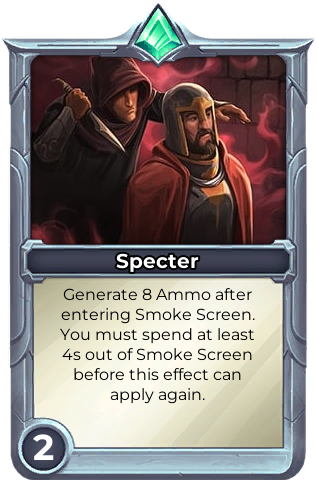 Specter
Generate 8 Ammo after
entering Smoke Screen.
You must spend at least
4s out of Smoke Screen
before this effect can
apply again.
2